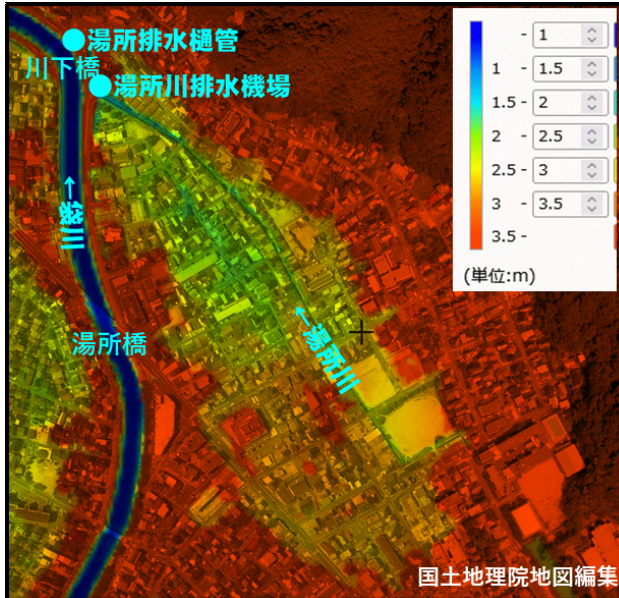 湯所排水樋管
川下橋
湯所川排水機場
←袋川
湯所橋
←湯所川
- 1
1 - 1.5
1.5 - 2
2 - 2.5
2.5 - 3
3 - 3.5
3.5 -
(単位:m)
国土地理院地図編集